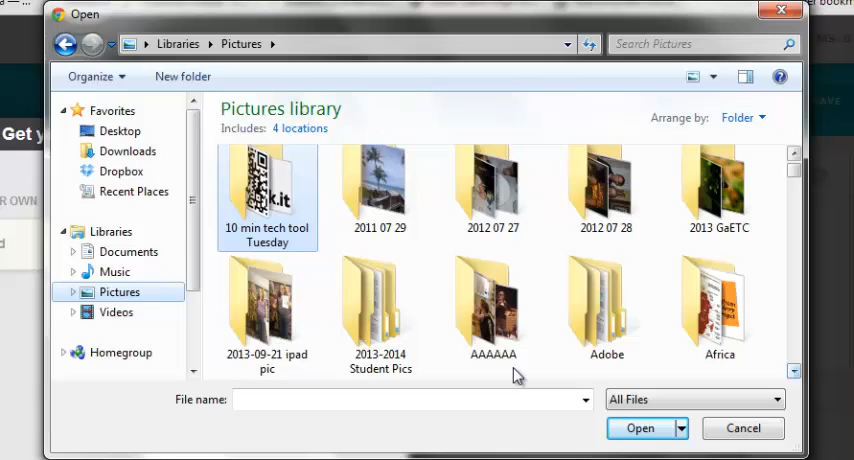 Open
Libraries
Pictures
Search Pictures
Organize
New folder
Favorites
Desktop
Downloads
Dropbox
Recent Places
Libraries
Documents
Music
Pictures
Videos
Homegroup
Pictures library
Includes: 4 locations
Arrange by: Folder
k.it
10 min tech tool
Tuesday
2011 07 29
2012 07 27
2012 07 28
2013 GaETC
2013-09-21 ipad
pic
2013-2014
Student Pics
AAAAAA
Adobe
Africa
File name:
All Files
Open
Cancel
Get
R OWN
AVE